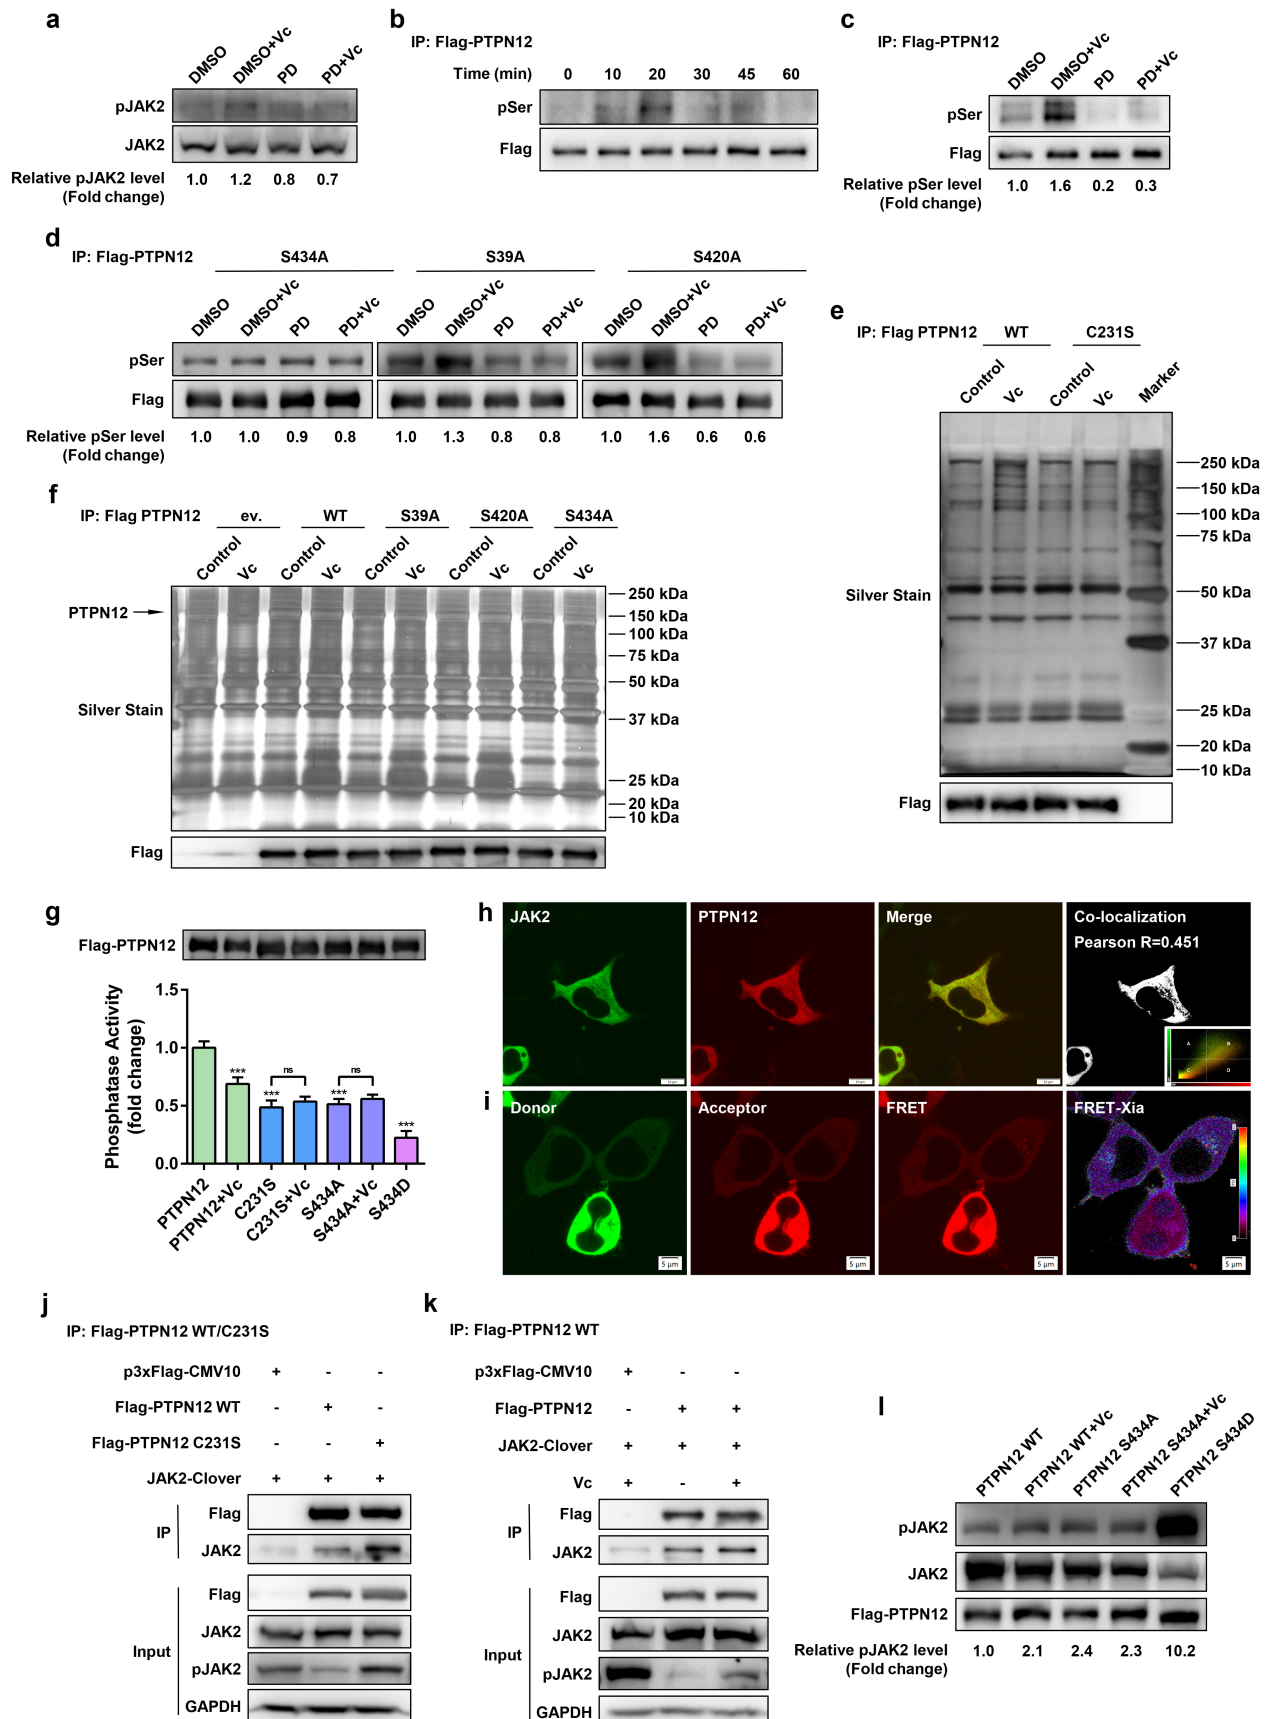 a
DMSO
DMSO+Vc
PD
PD+Vc
pJAK2
JAK2
Relative pJAK2 level
(Fold change)
1.0 1.2 0.8 0.7
b
IP: Flag-PTPN12
Time (min) 0 10 20 30 45 60
pSer
Flag
c
IP: Flag-PTPN12
DMSO
DMSO+Vc
PD
PD+Vc
pSer
Flag
Relative pSer level
(Fold change)
1.0 1.6 0.2 0.3
d
IP: Flag-PTPN12
S434A S39A S420A
DMSO
DMSO+Vc
PD
PD+Vc
DMSO
DMSO+Vc
PD
PD+Vc
DMSO
DMSO+Vc
PD
PD+Vc
pSer
Flag
Relative pSer level
(Fold change)
1.0 1.0 0.9 0.8 1.0 1.3 0.8 0.8 1.0 1.6 0.6 0.6
e
IP: Flag PTPN12 WT C231S
Control
Vc
Control
Vc
Marker
Silver Stain
250 kDa
150 kDa
100 kDa
75 kDa
50 kDa
37 kDa
25 kDa
20 kDa
10 kDa
Flag
f
IP: Flag PTPN12 ev. WT S39A S420A S434A
Control
Vc
Control
Vc
Control
Vc
Control
Vc
Control
Vc
PTPN12
Silver Stain
250 kDa
150 kDa
100 kDa
75 kDa
50 kDa
37 kDa
25 kDa
20 kDa
10 kDa
Flag
g
Flag-PTPN12
Phosphatase Activity
(fold change)
1.5
1.0
0.5
0.0
***
***
ns
***
ns
***
PTPN12
PTPN12+Vc
C231S
C231S+Vc
S434A
S434A+Vc
S434D
h
JAK2 PTPN12 Merge Co-localization
Pearson R=0.451
A B
C D
i
Donor Acceptor FRET FRET-Xia
5 μm 5 μm 5 μm 5 μm
j
IP: Flag-PTPN12 WT/C231S
p3xFlag-CMV10 + - -
Flag-PTPN12 WT - + -
Flag-PTPN12 C231S - - +
JAK2-Clover + + +
IP
Flag
JAK2
Input
Flag
JAK2
pJAK2
GAPDH
k
IP: Flag-PTPN12 WT
p3xFlag-CMV10 + - -
Flag-PTPN12 - + +
JAK2-Clover + + +
Vc + - +
IP
Flag
JAK2
Input
Flag
JAK2
pJAK2
GAPDH
l
PTPN12 WT
PTPN12 WT+Vc
PTPN12 S434A
PTPN12 S434A+Vc
PTPN12 S434D
pJAK2
JAK2
Flag-PTPN12
Relative pJAK2 level
(Fold change)
1.0 2.1 2.4 2.3 10.2